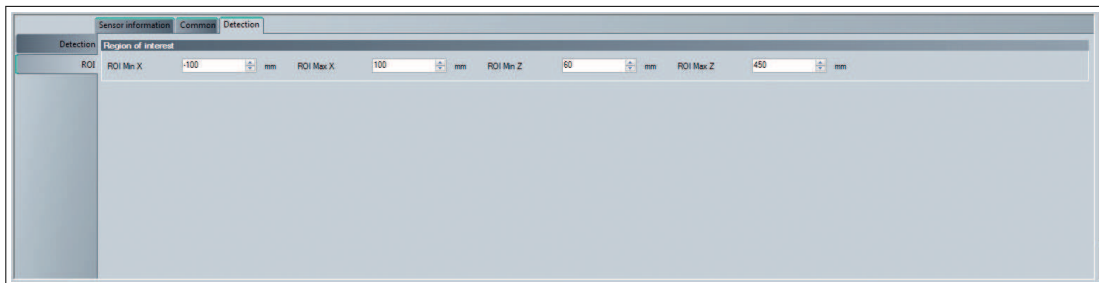 Sensor information Common Detection
Detection Region of interest
ROI ROI Min X -100 mm ROI Max X 100 mm ROI Min Z 60 mm ROI Max Z 450 mm